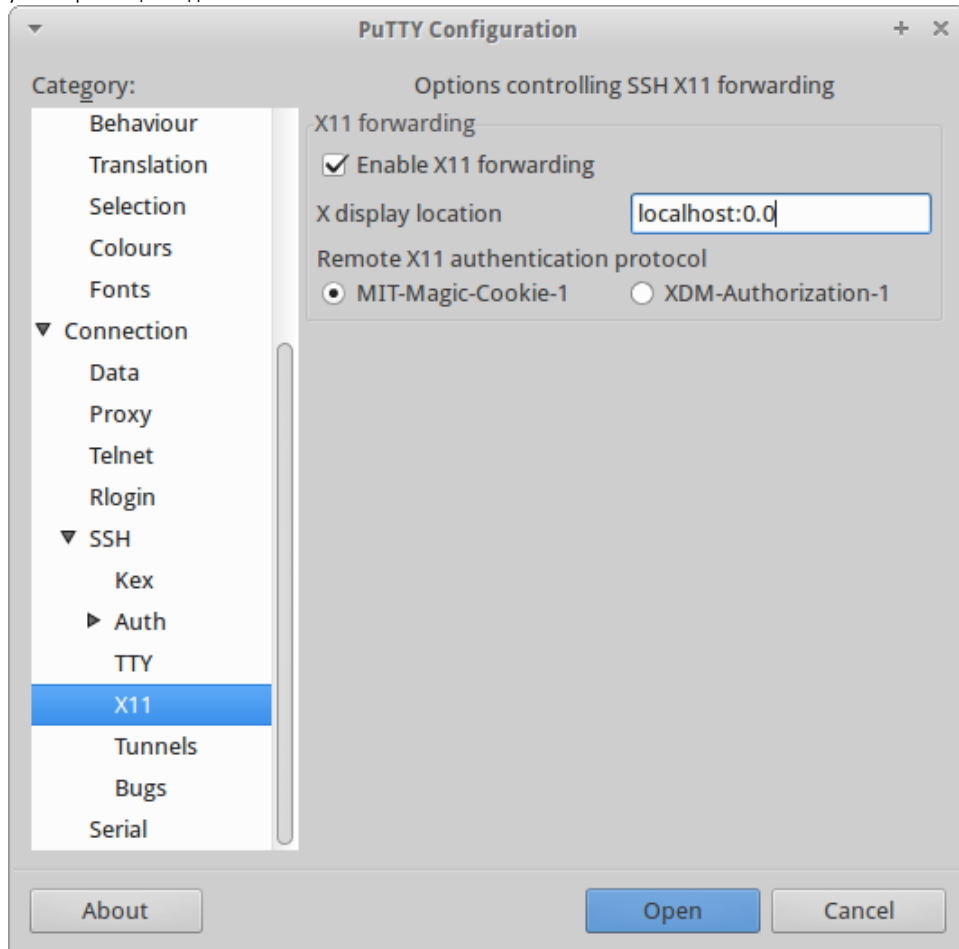 PuTTY Configuration
Category:
Options controlling SSH X11 forwarding
Behaviour
Translation
Selection
Colours
Fonts
Connection
Data
Proxy
Telnet
Rlogin
SSH
Kex
Auth
TTY
X11
Tunnels
Bugs
Serial
X11 forwarding
Enable X11 forwarding
X display location
localhost:0.0
Remote X11 authentication protocol
MIT-Magic-Cookie-1
XDM-Authorization-1
About
Open
Cancel